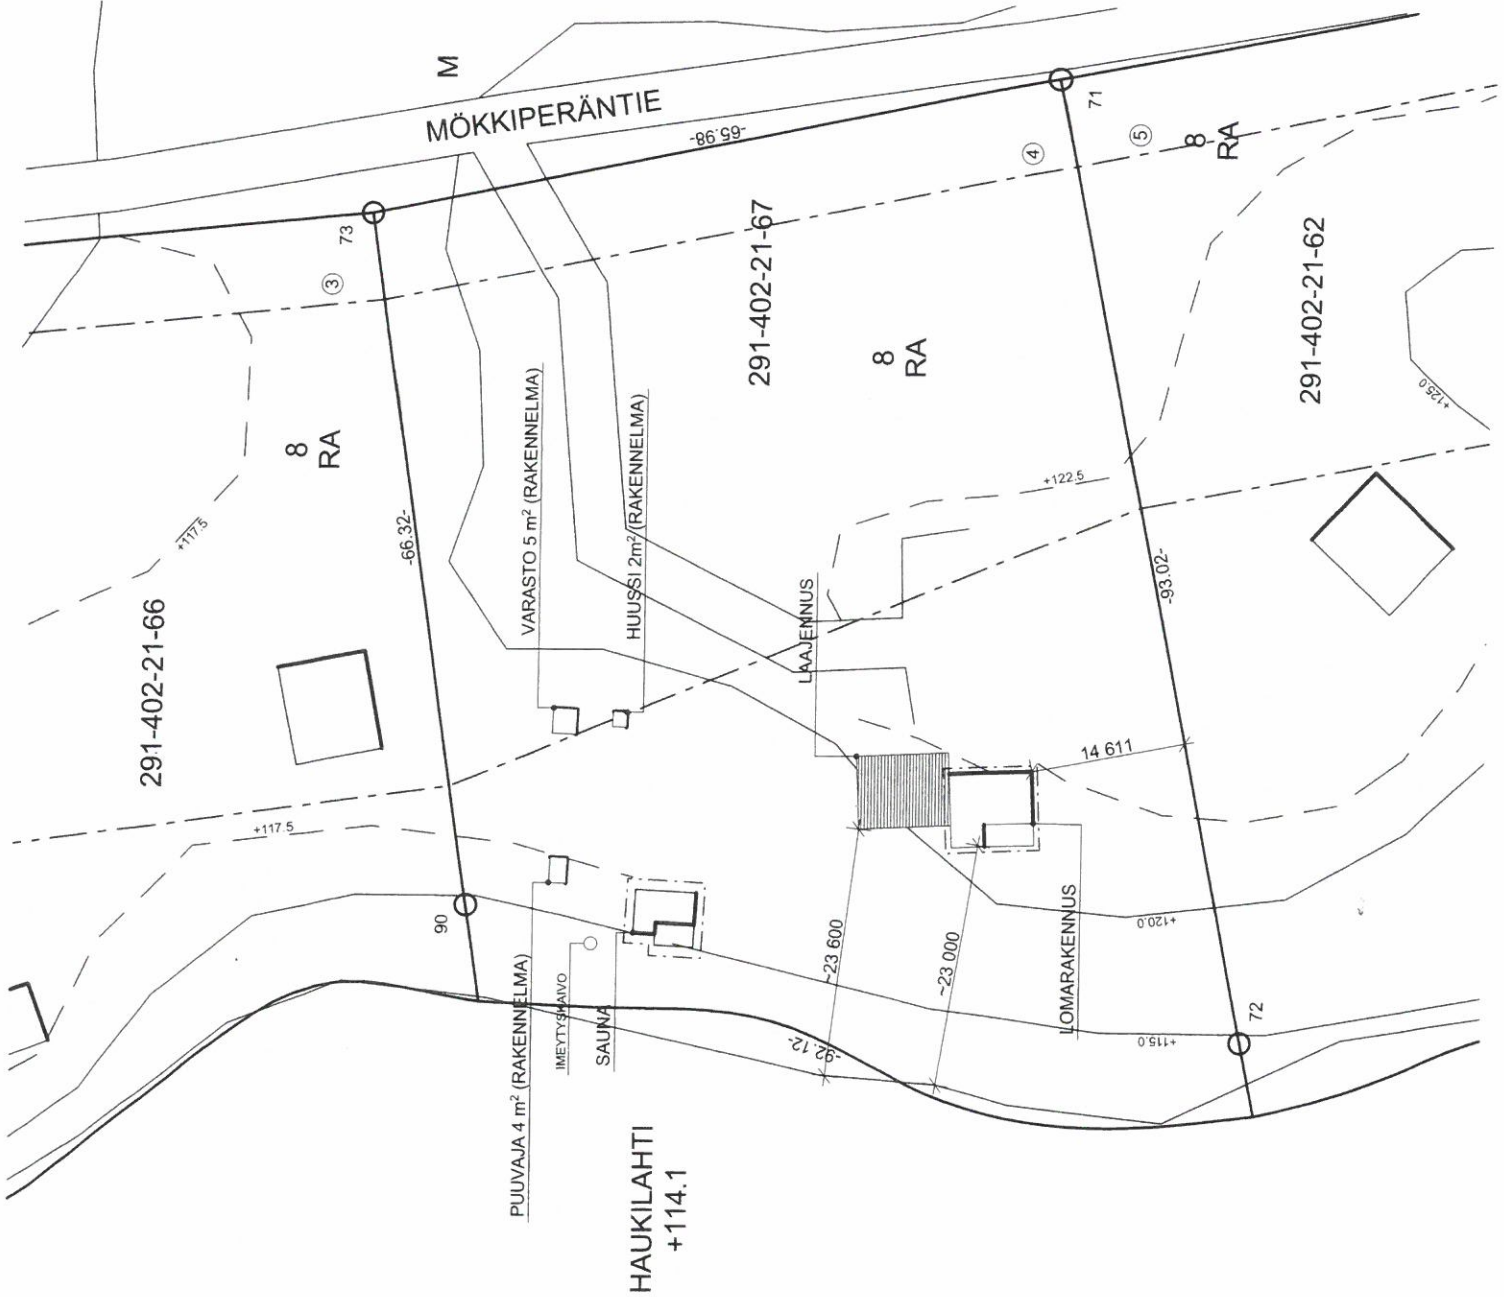 M
MÖKKIPERÄNTIE
-65.98-
71
73
3
4
5
8
RA
291-402-21-67
291-402-21-62
8
RA
8
RA
+125.0
+117.5
-66.32-
VARASTO 5 m² (RAKENNELMA)
HUUSSI 2m² (RAKENNELMA)
+122.5
291-402-21-66
LAAJENNUS
-93.02-
14 611
+117.5
90
~23 600
~23 000
LOMARAKENNUS
+120.0
PUUVAJA 4 m² (RAKENNELMA)
IMEYTYSKAIVO
SAUNA
-92.12-
+115.0
72
HAUKILAHTI
+114.1